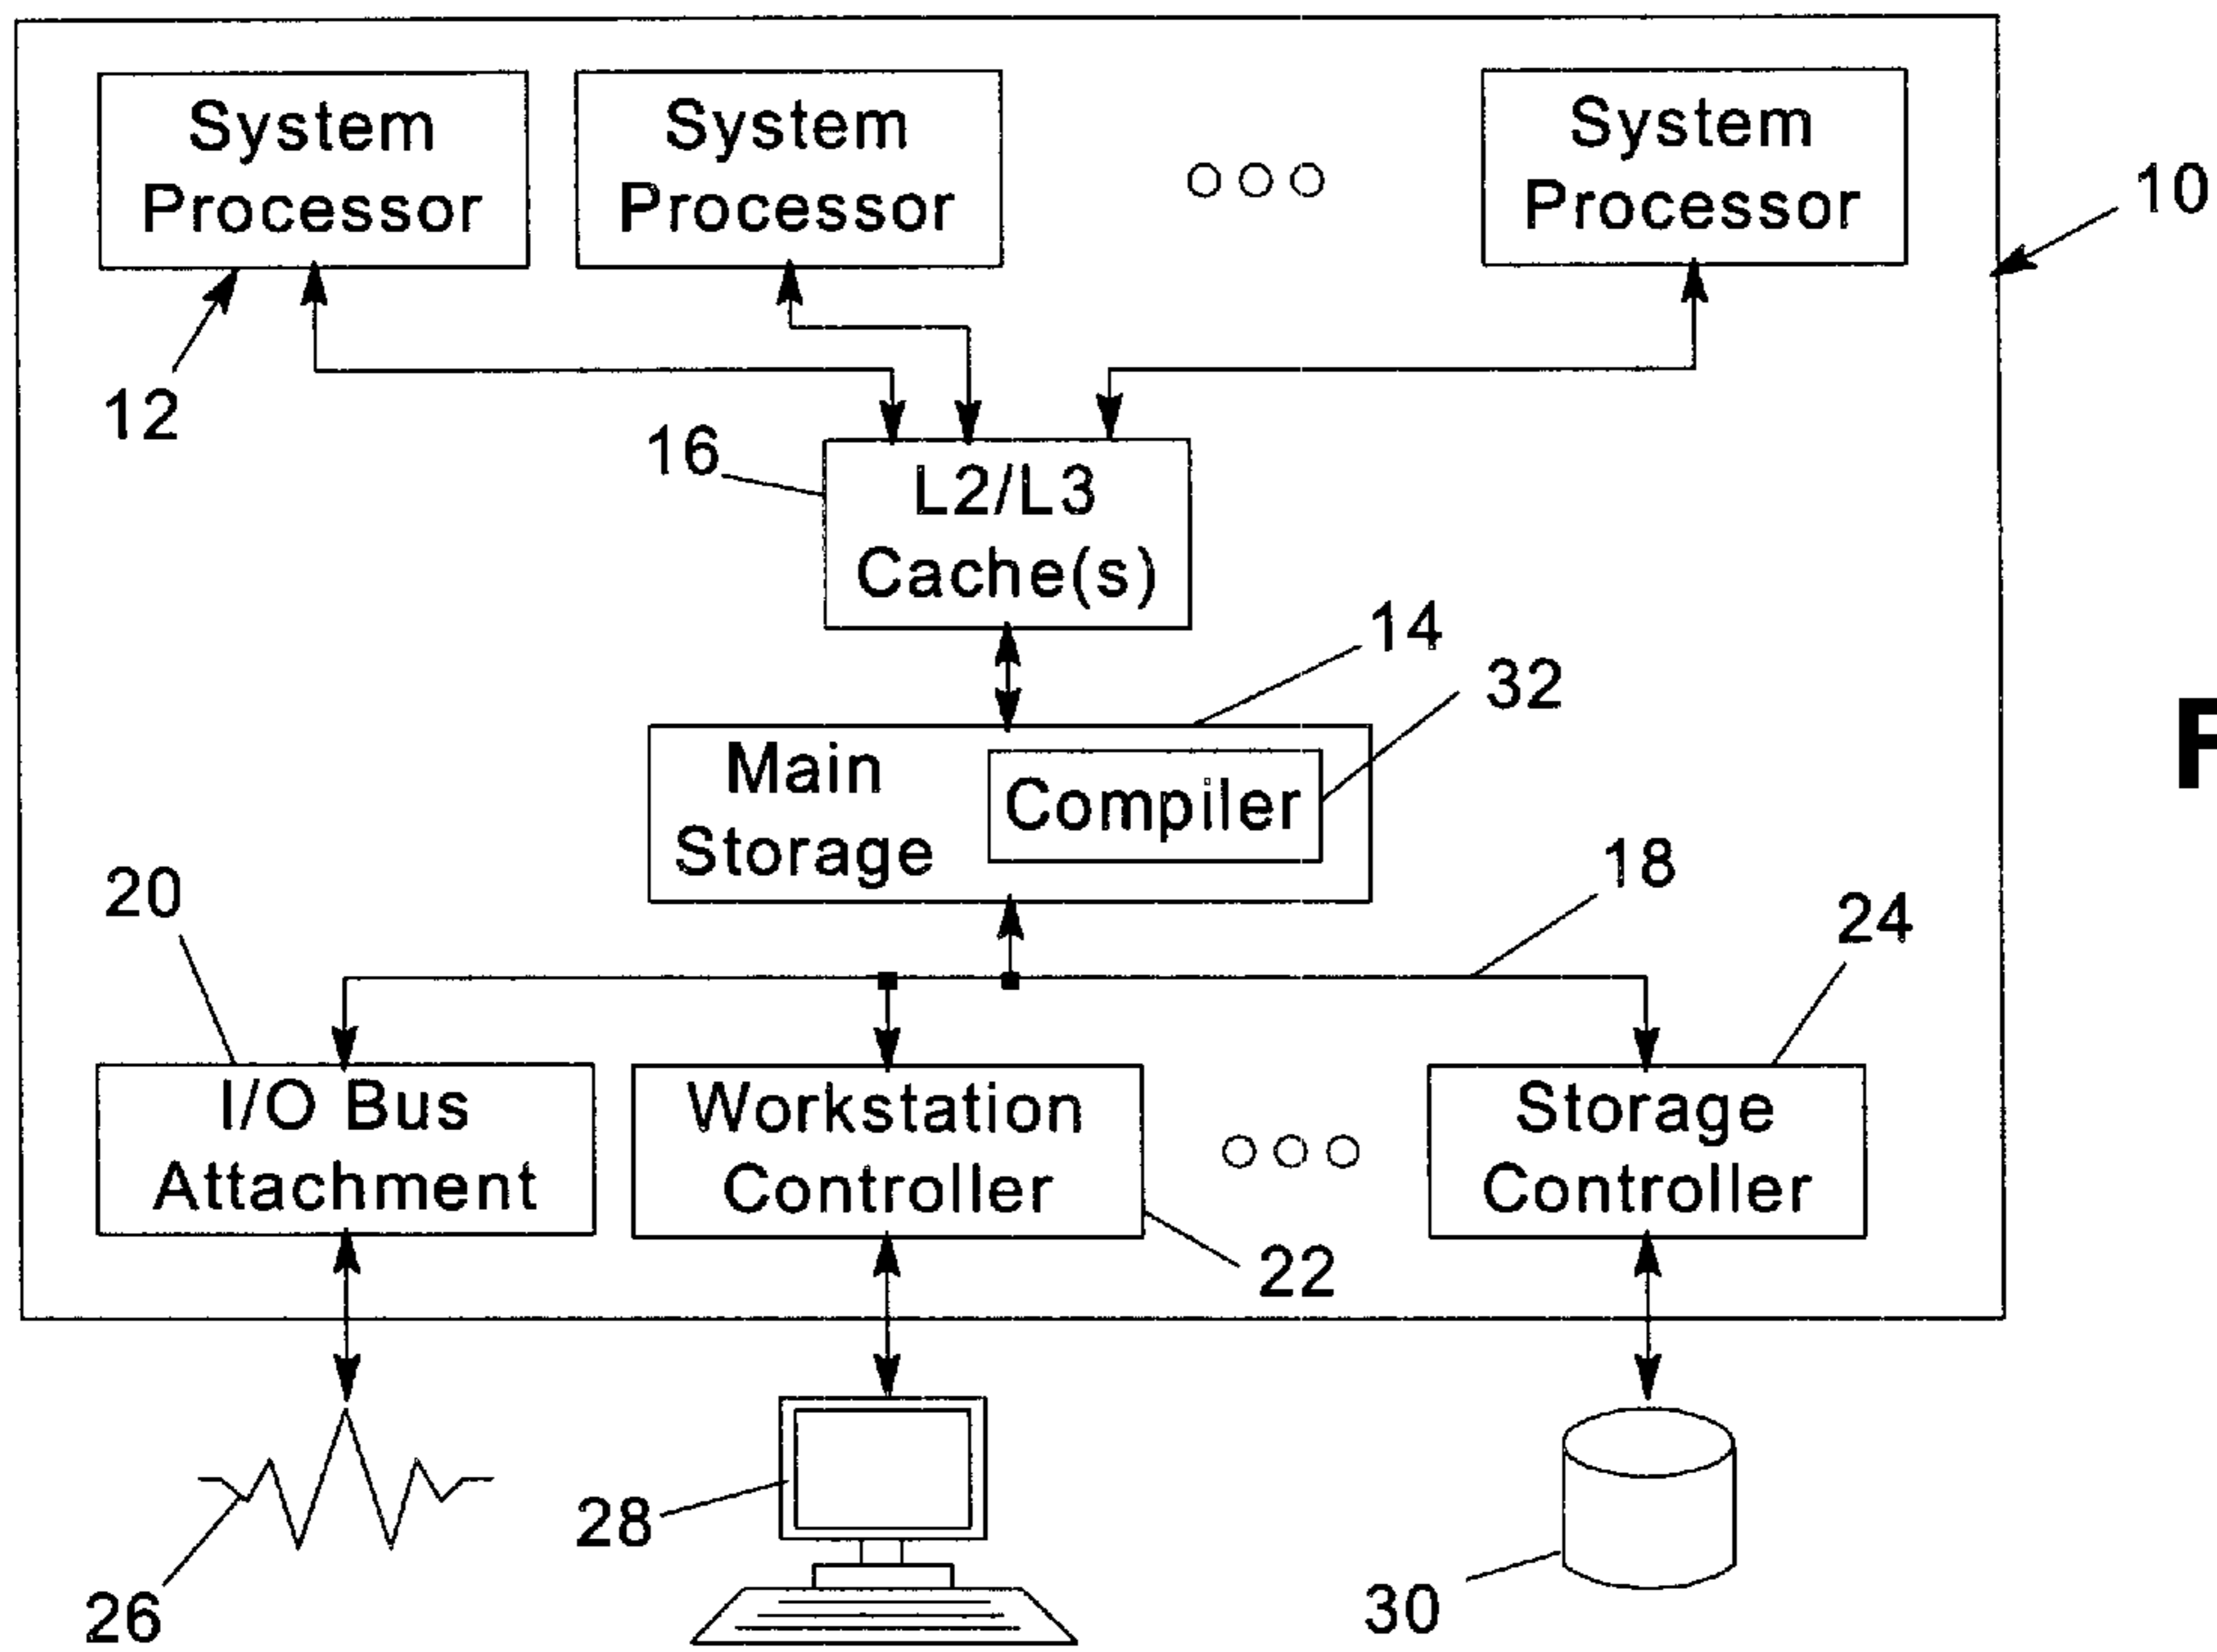 System
Processor
System
Processor
System
Processor
10
12
16
L2/L3
Cache(s)
14
32
Main
Storage
Compiler
18
20
24
I/O Bus
Attachment
Workstation
Controller
Storage
Controller
22
28
26
30